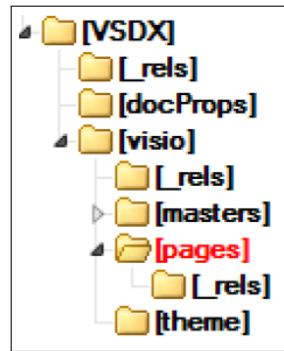 [VSDX]
[_rels]
[docProps]
[visio]
[_rels]
[masters]
[pages]
[_rels]
[theme]